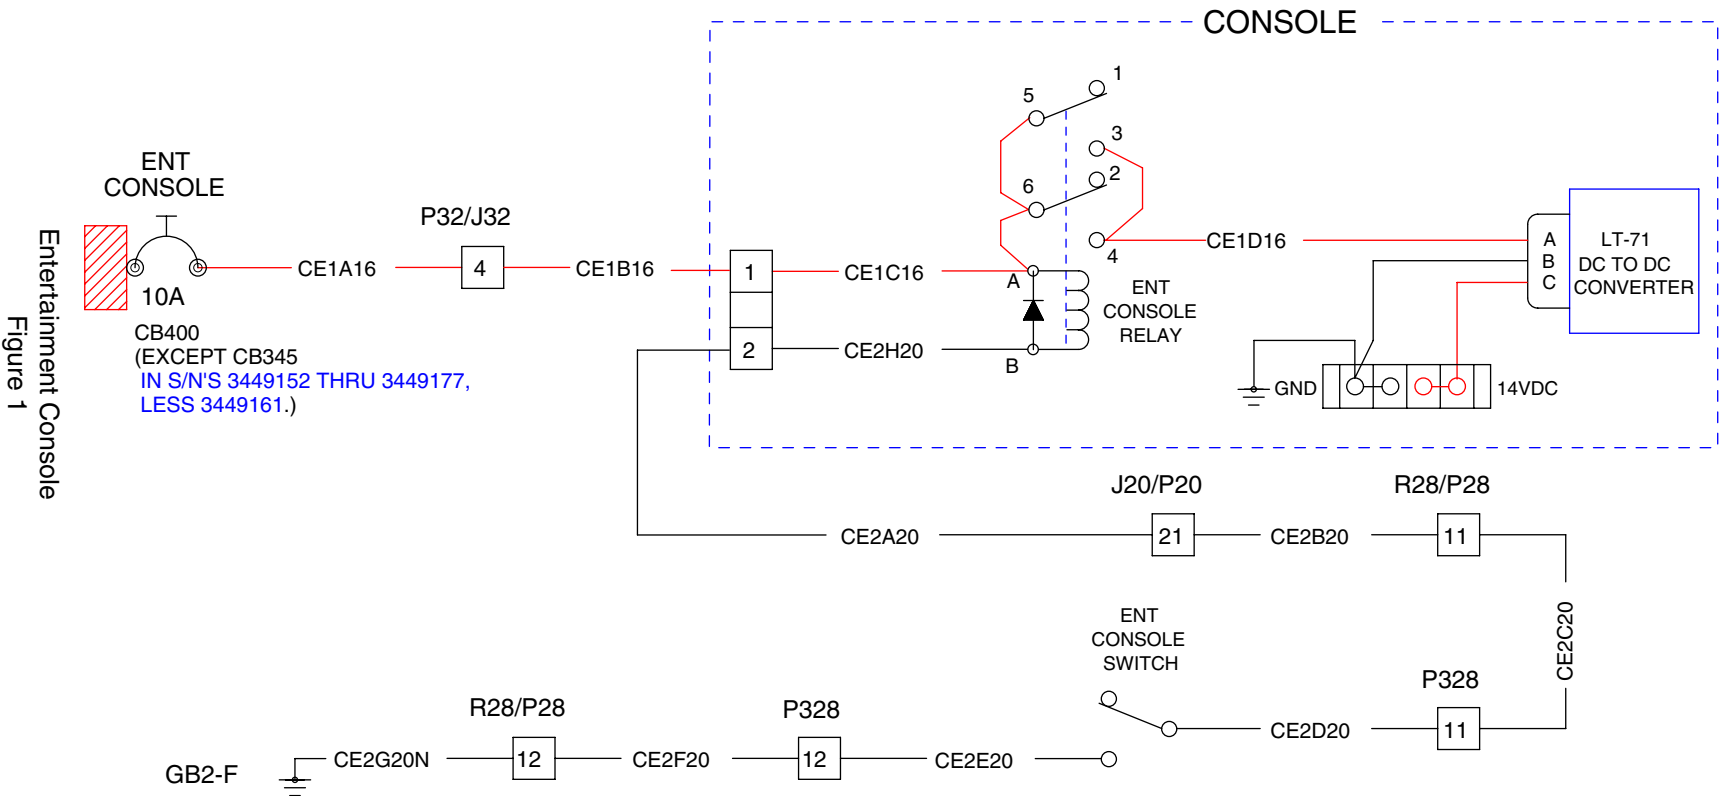 CONSOLE
1
5
3
2
6
4
ENT
CONSOLE
10A
CB400
(EXCEPT CB345
IN S/N'S 3449152 THRU 3449177,
LESS 3449161.)
CE1A16
P32/J32
4
CE1B16
1
2
CE1C16
CE2H20
A
B
ENT
CONSOLE
RELAY
CE1D16
A
B
C
LT-71
DC TO DC
CONVERTER
GND
14VDC
Entertainment Console
Figure 1
CE2A20
J20/P20
21
CE2B20
R28/P28
11
CE2C20
P328
11
CE2D20
ENT
CONSOLE
SWITCH
CE2E20
P328
12
CE2F20
R28/P28
12
CE2G20N
GB2-F